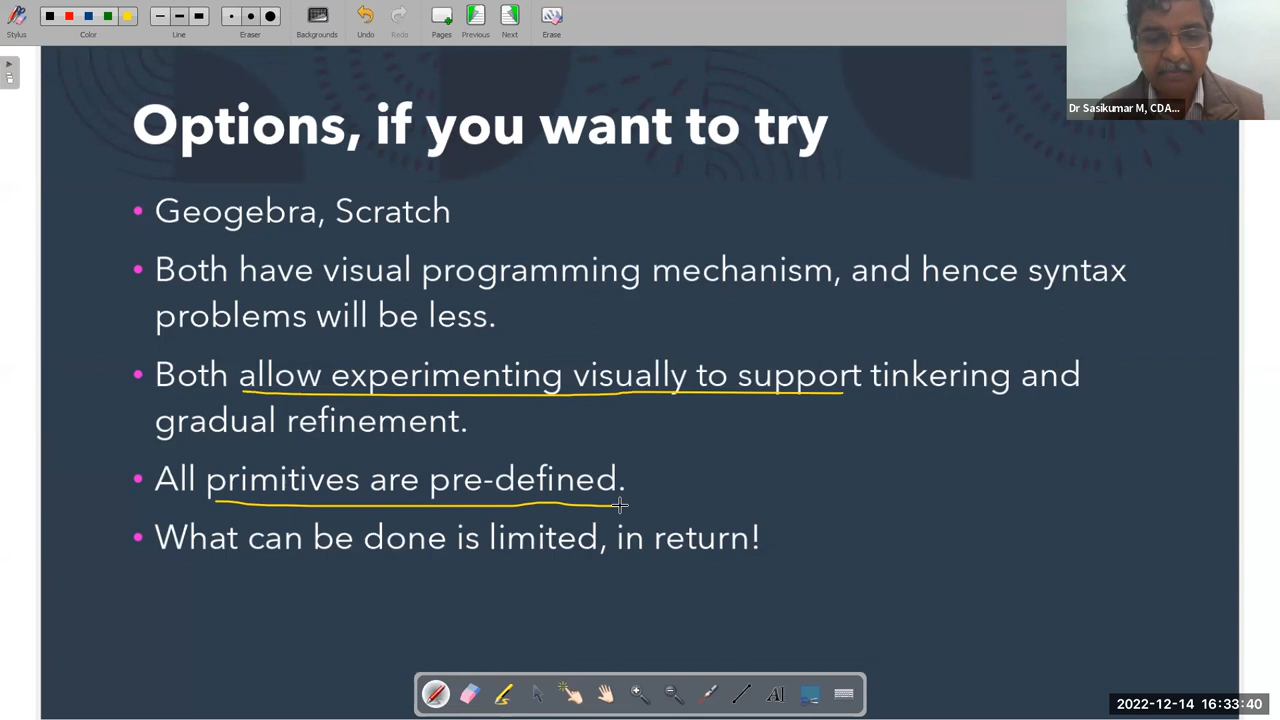 Stylus
Color
Line
Eraser
Backgrounds
Undo
Redo
Pages
Previous
Next
Erase
Dr Sasikumar M, CDA...
Options, if you want to try
• Geogebra, Scratch
• Both have visual programming mechanism, and hence syntax
problems will be less.
• Both allow experimenting visually to support tinkering and
gradual refinement.
• All primitives are pre-defined.
• What can be done is limited, in return!
AI
2022-12-14 16:33:40